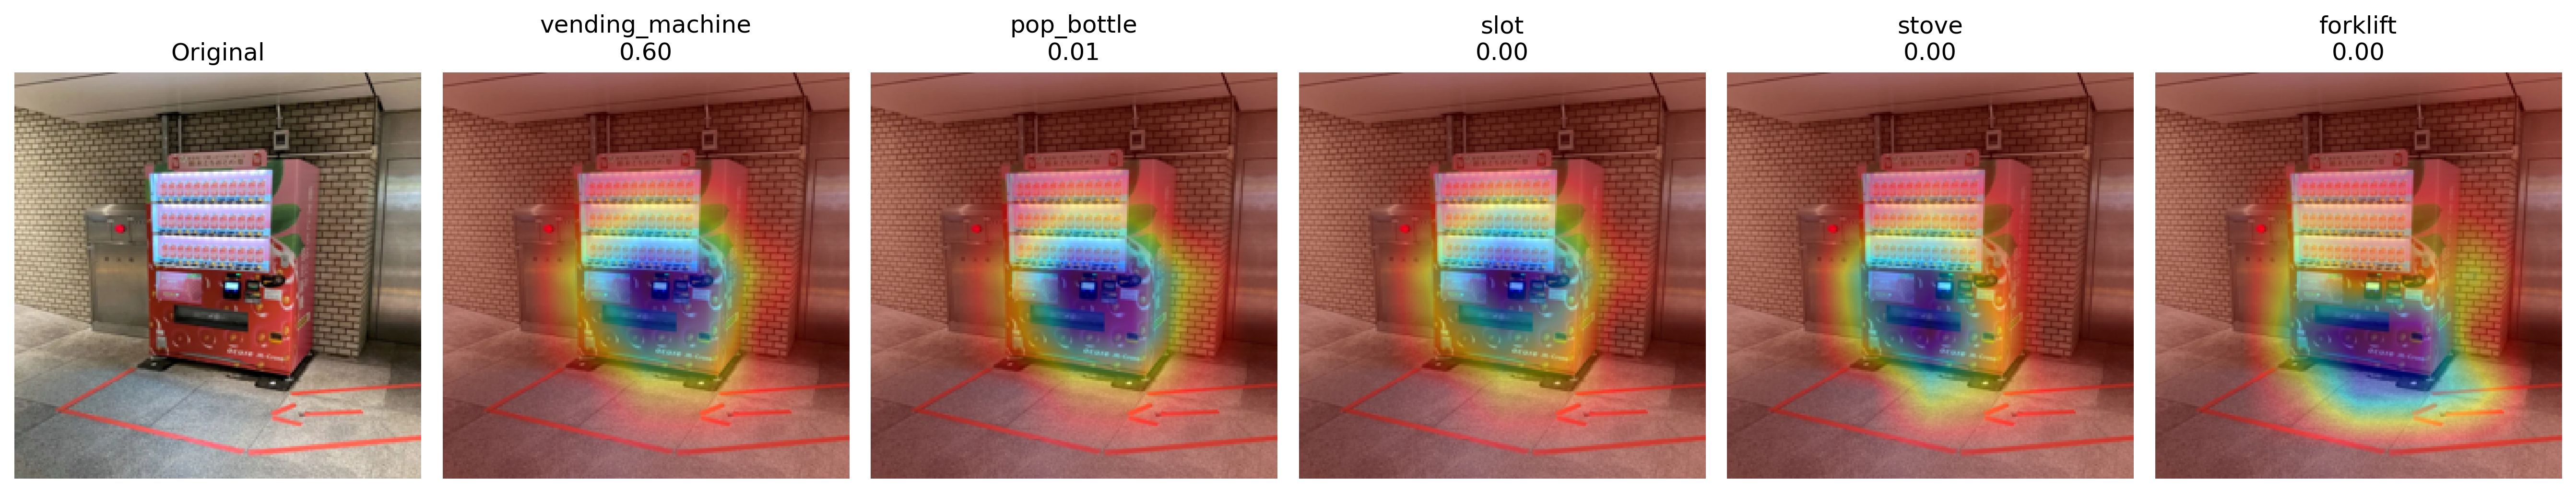 Original
vending_machine
0.60
pop_bottle
0.01
slot
0.00
stove
0.00
forklift
0.00